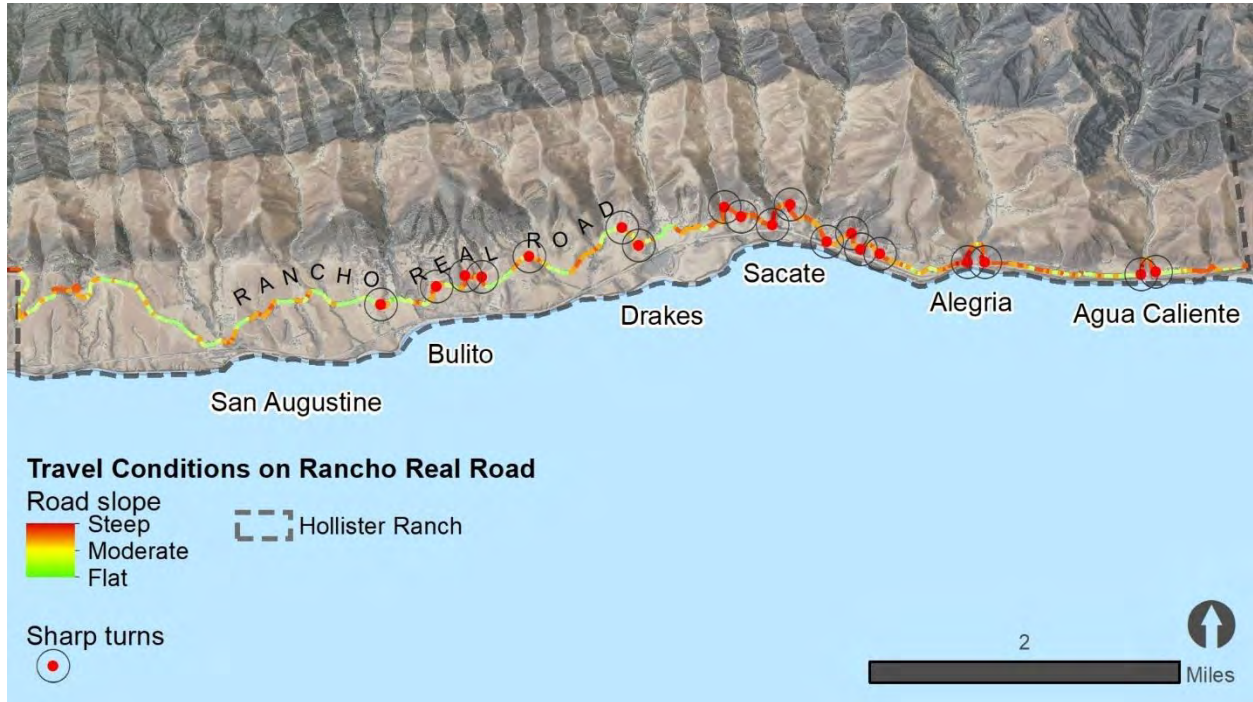 RANCHO REAL ROAD
Sacate
Alegria
Agua Caliente
Drakes
Bulito
San Augustine
Travel Conditions on Rancho Real Road
Road slope
Steep
Moderate
Flat
Hollister Ranch
Sharp turns
2
Miles